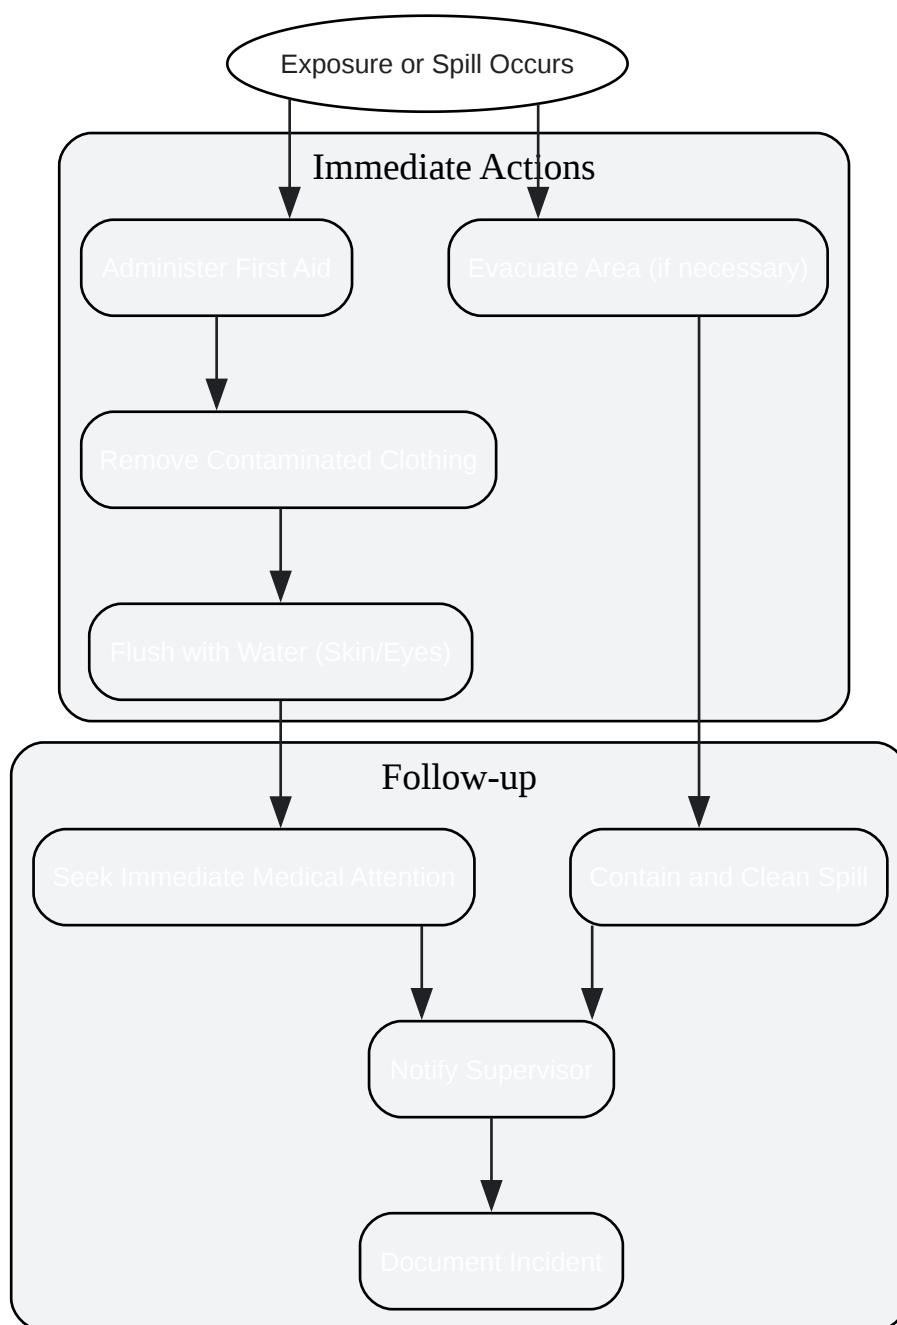 Exposure or Spill Occurs
Immediate Actions
Administer First Aid
Evacuate Area (if necessary)
Remove Contaminated Clothing
Flush with Water (Skin/Eyes)
Follow-up
Seek Immediate Medical Attention
Contain and Clean Spill
Notify Supervisor
Document Incident